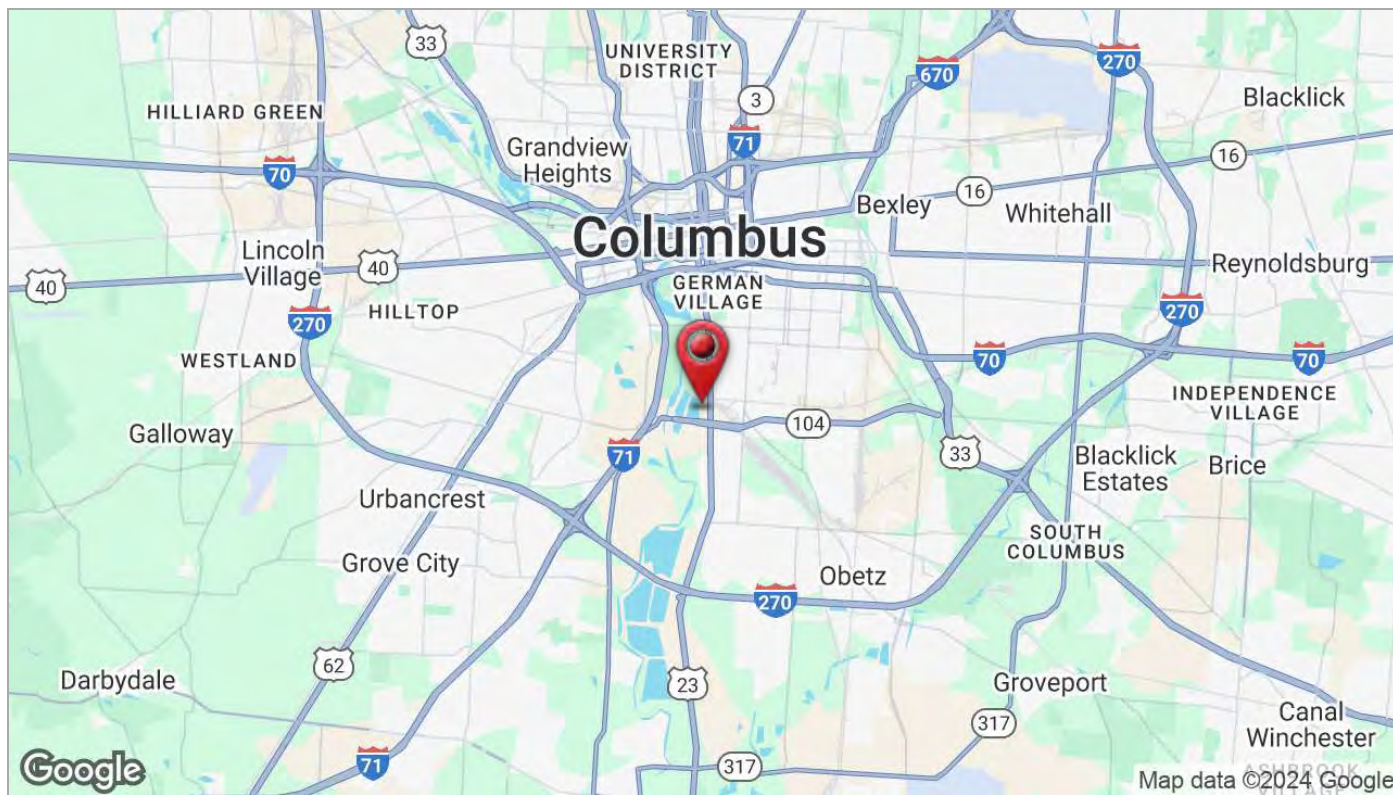 33
UNIVERSITY
DISTRICT
670
270
3
Blacklick
HILLIARD GREEN
71
Grandview
Heights
16
70
16
Bexley
Whitehall
Columbus
Lincoln
Village
40
40
Reynoldsburg
GERMAN
VILLAGE
HILLTOP
270
270
WESTLAND
70
70
INDEPENDENCE
VILLAGE
Galloway
104
71
33
Blacklick
Estates
Brice
Urbancrest
SOUTH
COLUMBUS
Grove City
Obetz
270
62
Darbydale
23
Groveport
317
Canal
Winchester
71
317
ASHBROOK
VILLAGE
Google
Map data ©2024 Google